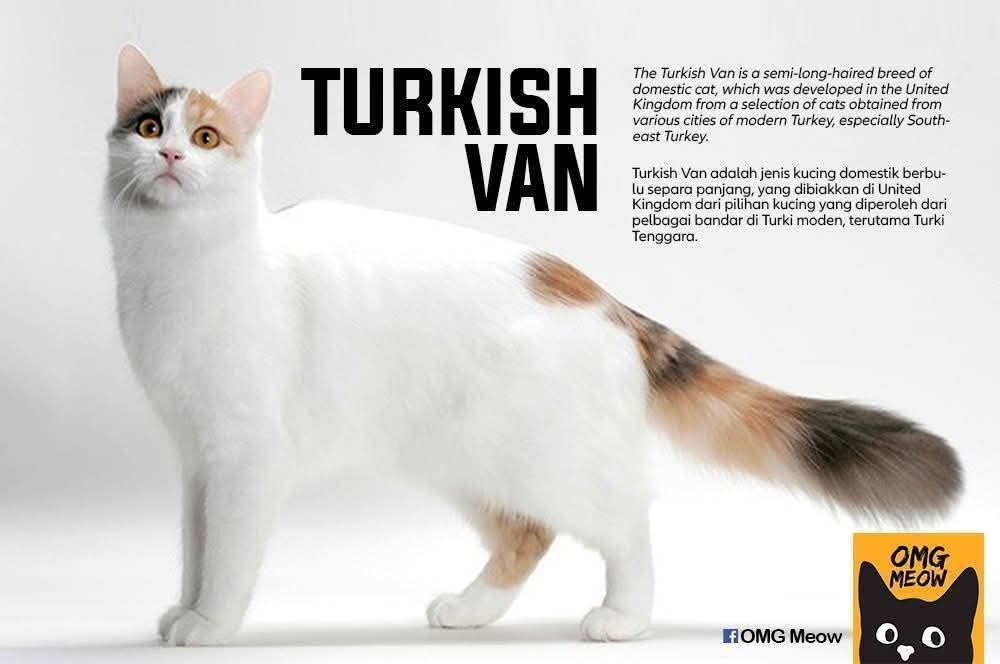 TURKISH
VAN
The Turkish Van is a semi-long-haired breed of
domestic cat, which was developed in the United
Kingdom from a selection of cats obtained from
various cities of modern Turkey, especially South-
east Turkey.
Turkish Van adalah jenis kucing domestik berbu-
lu separa panjang, yang dibiakkan di United
Kingdom dari pilihan kucing yang diperoleh dari
pelbagai bandar di Turki moden, terutama Turki
Tenggara.
OMG
MEOW
f OMG Meow